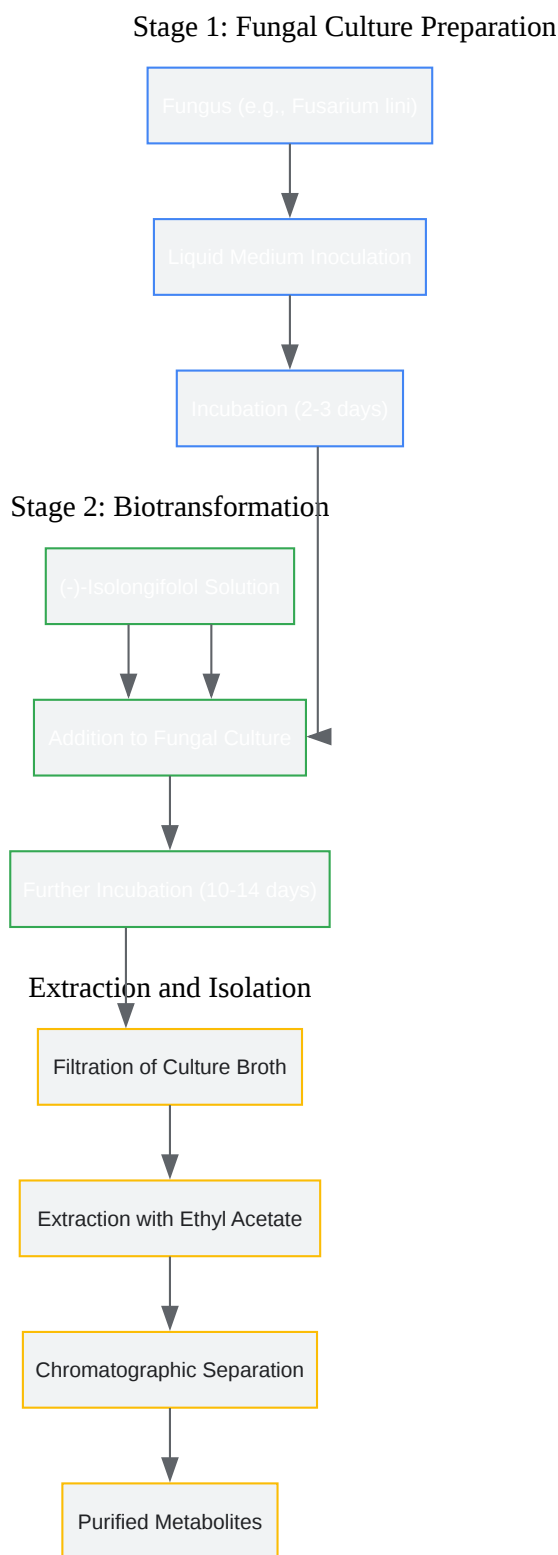 Stage 1: Fungal Culture Preparation
Fungus (e.g., Fusarium lini)
Liquid Medium Inoculation
Incubation (2-3 days)
Stage 2: Biotransformation
(-)-Isolongifolol Solution
Addition to Fungal Culture
Further Incubation (10-14 days)
Extraction and Isolation
Filtration of Culture Broth
Extraction with Ethyl Acetate
Chromatographic Separation
Purified Metabolites